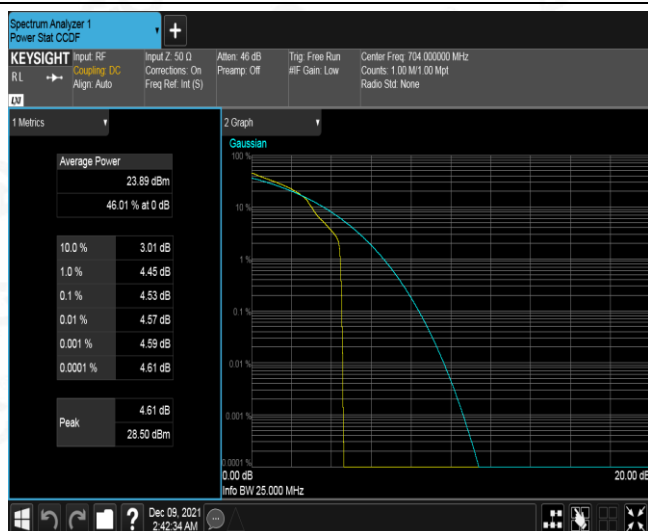 Spectrum Analyzer 1
Power Stat CCDF
+
KEYSIGHT
RL
LXI
Input: RF
Coupling: DC
Align: Auto
Input Z: 50 Ω
Corrections: On
Freq Ref: Int (S)
Atten: 46 dB
Preamp: Off
Trig: Free Run
#IF Gain: Low
Center Freq: 704.000000 MHz
Counts: 1.00 M/1.00 Mpt
Radio Std: None
1 Metrics
Average Power
23.89 dBm
46.01 % at 0 dB
10.0 % 3.01 dB
1.0 % 4.45 dB
0.1 % 4.53 dB
0.01 % 4.57 dB
0.001 % 4.59 dB
0.0001 % 4.61 dB
Peak
4.61 dB
28.50 dBm
2 Graph
Gaussian
100 %
10 %
1 %
0.1 %
0.01 %
0.001 %
0.0001 %
0.00 dB
20.00 dB
Info BW 25.000 MHz
?
Dec 09, 2021
2:42:34 AM